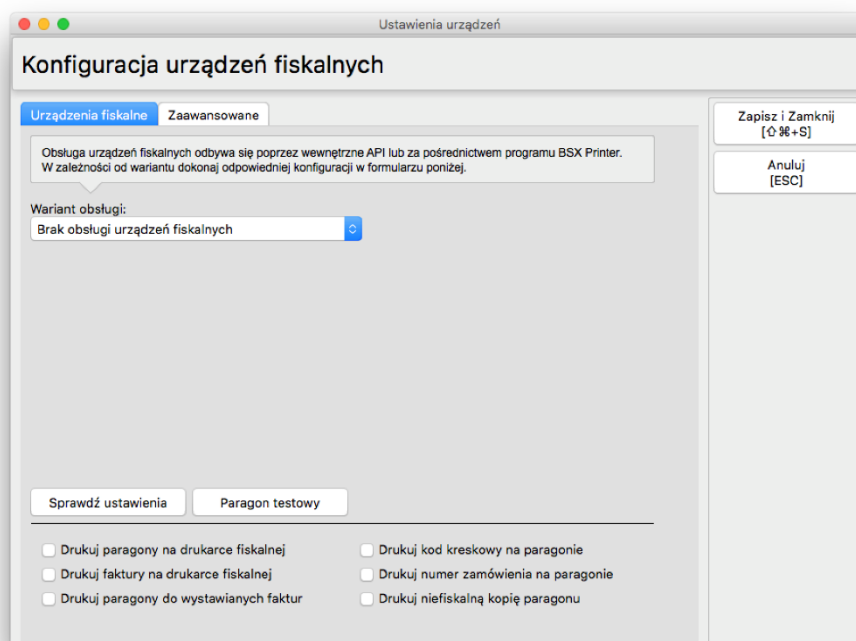 Ustawienia urządzeń
Konfiguracja urządzeń fiskalnych
Urządzenia fiskalne
Zaawansowane
Obsługa urządzeń fiskalnych odbywa się poprzez wewnętrzne API lub za pośrednictwem programu BSX Printer.
W zależności od wariantu dokonaj odpowiedniej konfiguracji w formularzu poniżej.
Wariant obsługi:
Brak obsługi urządzeń fiskalnych
Sprawdź ustawienia
Paragon testowy
Drukuj paragony na drukarce fiskalnej
Drukuj faktury na drukarce fiskalnej
Drukuj paragony do wystawianych faktur
Drukuj kod kreskowy na paragonie
Drukuj numer zamówienia na paragonie
Drukuj niefiskalną kopię paragonu
Zapisz i Zamknij
[⇧⌘+S]
Anuluj
[ESC]